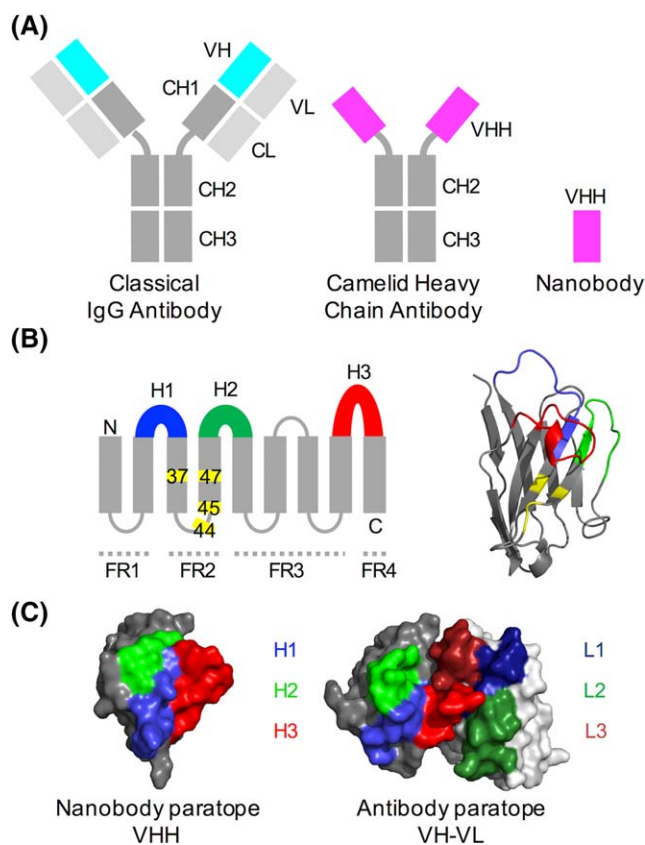 (A)
VH
CH1
VL
CL
CH2
CH3
Classical
IgG Antibody
VHH
CH2
CH3
Camelid Heavy
Chain Antibody
VHH
Nanobody
(B)
H1
H2
H3
N
37
47
45
44
C
FR1
FR2
FR3
FR4
(C)
H1
H2
H3
L1
L2
L3
Nanobody paratope
VHH
Antibody paratope
VH-VL